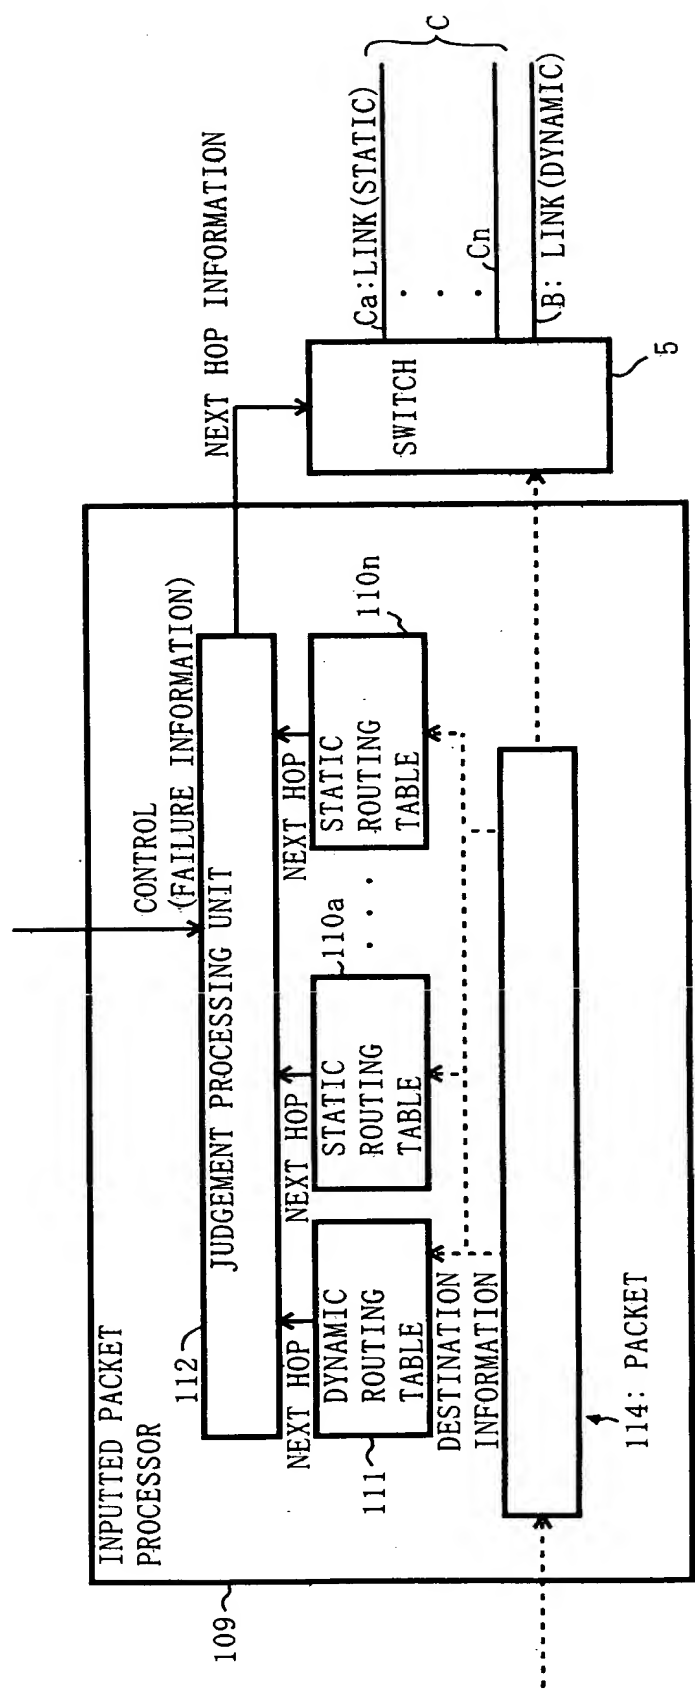 INPUTTED PACKET
PROCESSOR
109
112
JUDGEMENT PROCESSING UNIT
CONTROL
(FAILURE INFORMATION)
NEXT HOP INFORMATION
NEXT HOP
NEXT HOP
NEXT HOP
111
DYNAMIC
ROUTING
TABLE
110a
STATIC
ROUTING
TABLE
. . .
110n
STATIC
ROUTING
TABLE
DESTINATION
INFORMATION
114: PACKET
SWITCH
5
Ca:LINK(STATIC)
. . .
Cn
B: LINK(DYNAMIC)
C